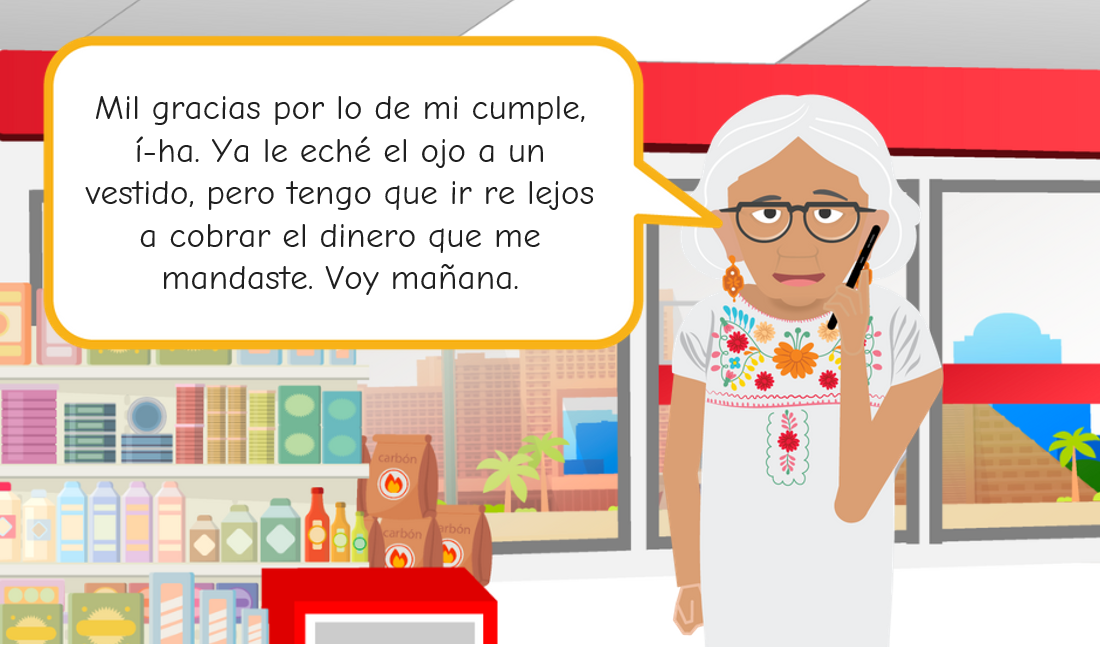 Mil gracias por lo de mi cumple,
í-ha. Ya le eché el ojo a un
vestido, pero tengo que ir re lejos
a cobrar el dinero que me
mandaste. Voy mañana.
carbón
carbón
carbón